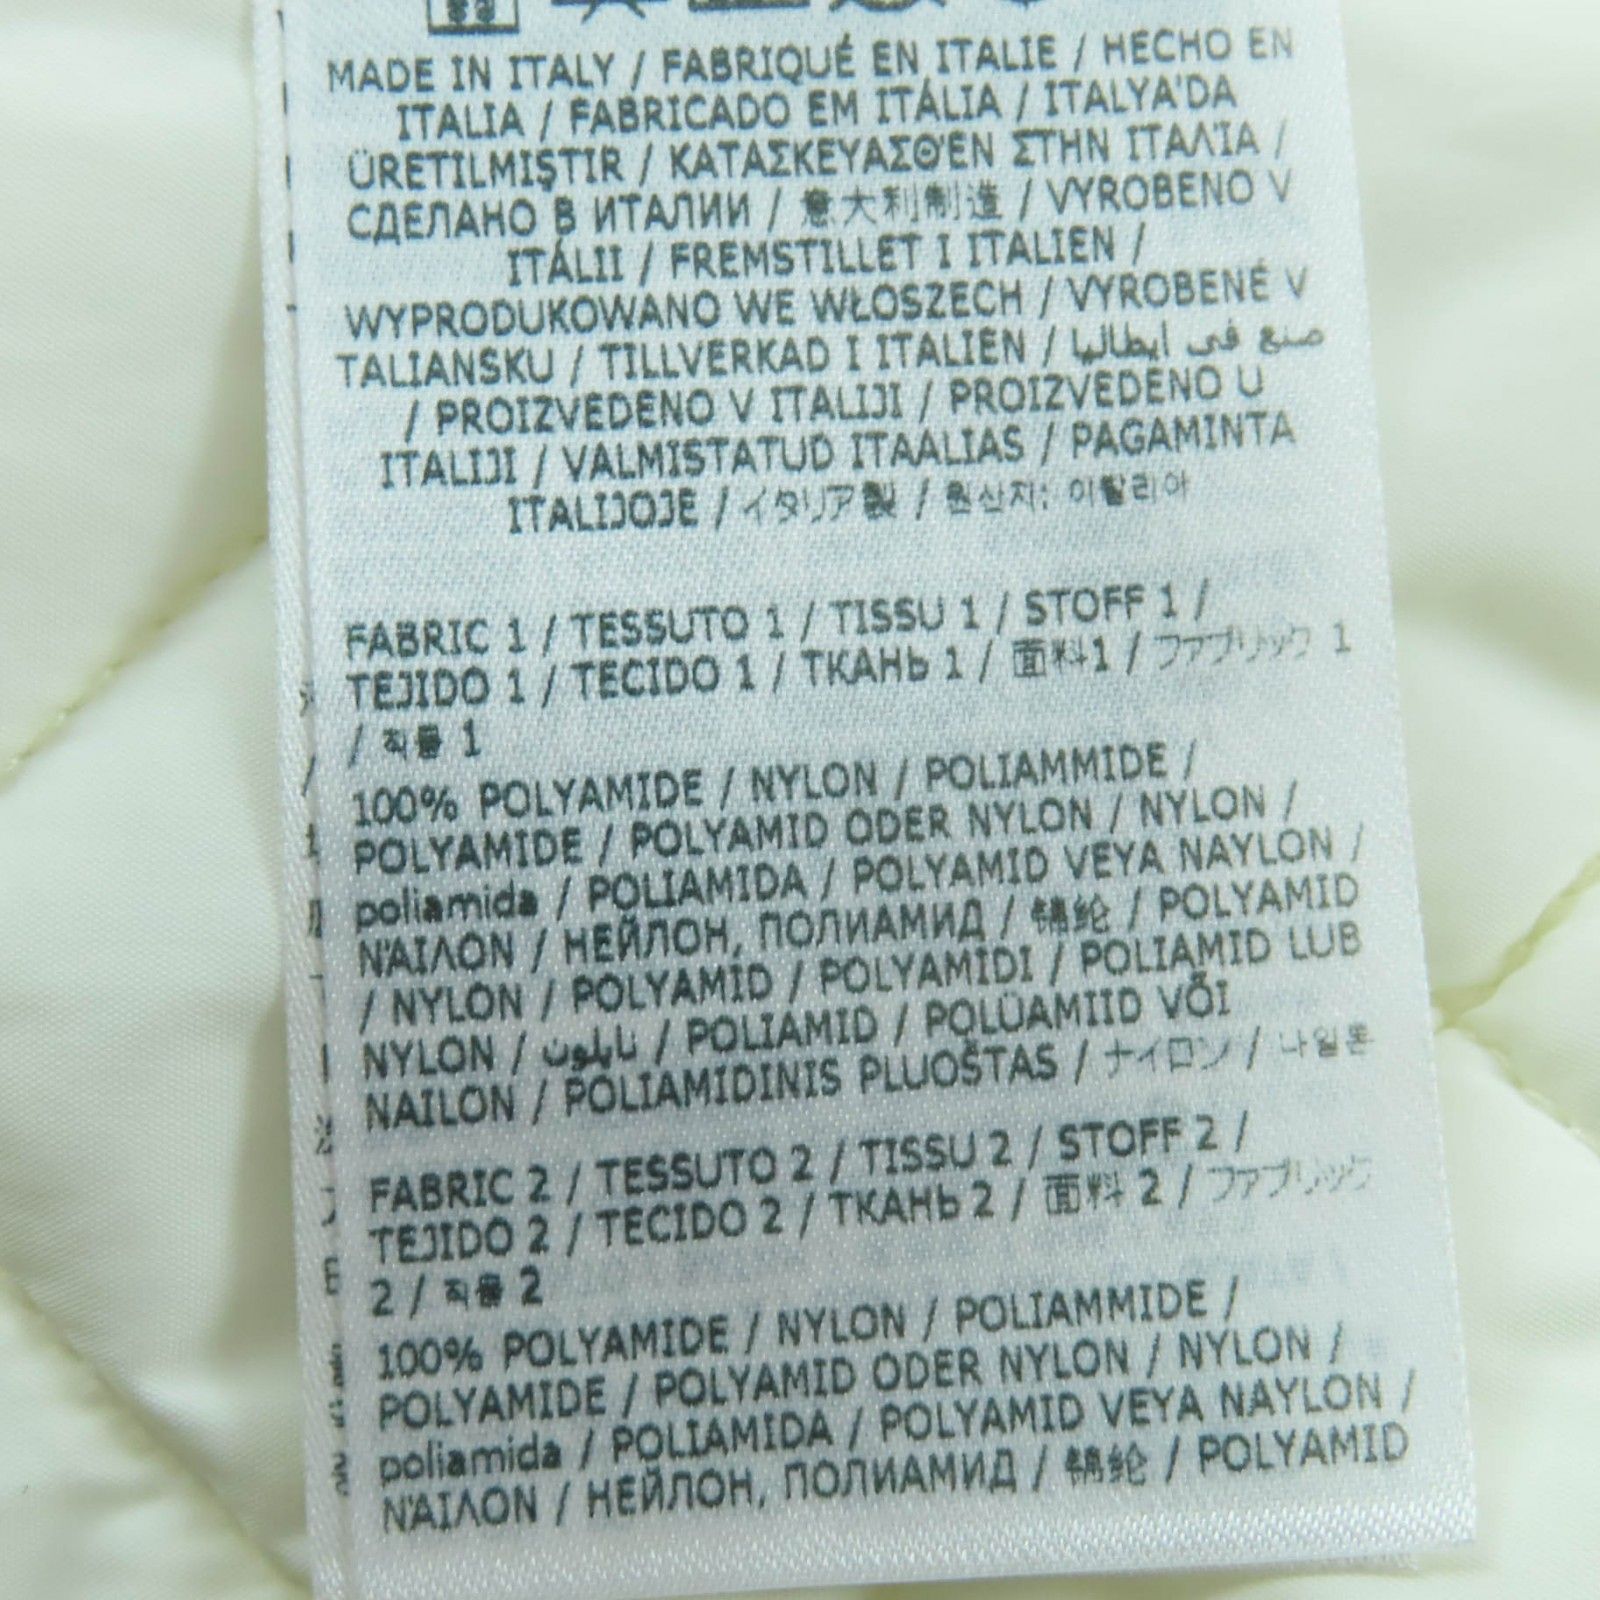 MADE IN ITALY / FABRIQUÉ EN ITALIE / HECHO EN
ITALIA / FABRICADO EM ITÁLIA / ITALYA'DA
ÜRETILMIŞTIR / ΚΑΤΑΣΚΕΥΑΣΘΈΝ ΣΤΗΝ ΙΤΑΛΊΑ /
СДЕЛАНО В ИТАЛИИ / 意大利制造 / VYROBENO V
ITÁLII / FREMSTILLET I ITALIEN /
WYPRODUKOWANO WE WŁOSZECH / VYROBENÉ V
TALIANSKU / TILLVERKAD I ITALIEN / صنع في ايطاليا
/ PROIZVEDENO V ITALIJI / PROIZVEDENO U
ITALIJI / VALMISTATUD ITAALIAS / PAGAMINTA
ITALIJOJE / イタリア製 / 원산지: 이탈리아
FABRIC 1 / TESSUTO 1 / TISSU 1 / STOFF 1 /
TEJIDO 1 / TECIDO 1 / ТКАНЬ 1 / 面料1 / ファブリック 1
/ 직물 1
100% POLYAMIDE / NYLON / POLIAMMIDE /
POLYAMIDE / POLYAMID ODER NYLON / NYLON /
poliamida / POLIAMIDA / POLYAMID VEYA NAYLON /
ΝΆΙΛΟΝ / НЕЙЛОН, ПОЛИАМИД / 锦纶 / POLYAMID
/ NYLON / POLYAMID / POLYAMIDI / POLIAMID LUB
NYLON / نايلون / POLIAMID / POLÜAMIID VÕI
NAILON / POLIAMIDINIS PLUOŠTAS / ナイロン / 나일론
FABRIC 2 / TESSUTO 2 / TISSU 2 / STOFF 2 /
TEJIDO 2 / TECIDO 2 / ТКАНЬ 2 / 面料 2 / ファブリック
2 / 직물 2
100% POLYAMIDE / NYLON / POLIAMMIDE /
POLYAMIDE / POLYAMID ODER NYLON / NYLON /
poliamida / POLIAMIDA / POLYAMID VEYA NAYLON /
ΝΆΙΛΟΝ / НЕЙЛОН, ПОЛИАМИД / 锦纶 / POLYAMID